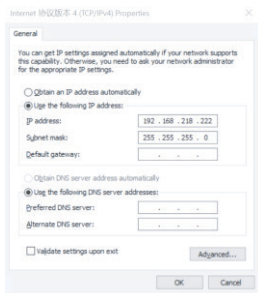 Internet 协议版本 4 (TCP/IPv4) Properties
General
You can get IP settings assigned automatically if your network supports
this capability. Otherwise, you need to ask your network administrator
for the appropriate IP settings.
Obtain an IP address automatically
Use the following IP address:
IP address: 192 . 168 . 218 . 222
Subnet mask: 255 . 255 . 255 . 0
Default gateway: . . .
Obtain DNS server address automatically
Use the following DNS server addresses:
Preferred DNS server: . . .
Alternate DNS server: . . .
Validate settings upon exit
Advanced...
OK Cancel